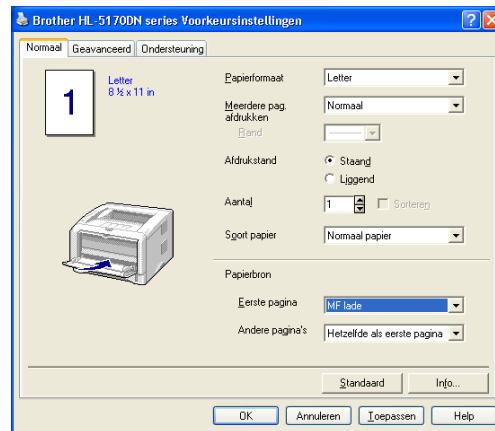 Brother HL-5170DN series Voorkeursinstellingen
Normaal Geavanceerd Ondersteuning
1
Letter
8 ½ x 11 in
Papierformaat Letter
Meerdere pag. afdrukken Normaal
Rand
Afdrukstand Staand
Liggend
Aantal 1 Sorteren
Soort papier Normaal papier
Papierbron
Eerste pagina MF lade
Andere pagina's Hetzelfde als eerste pagina
Standaard Info...
OK Annuleren Toepassen Help